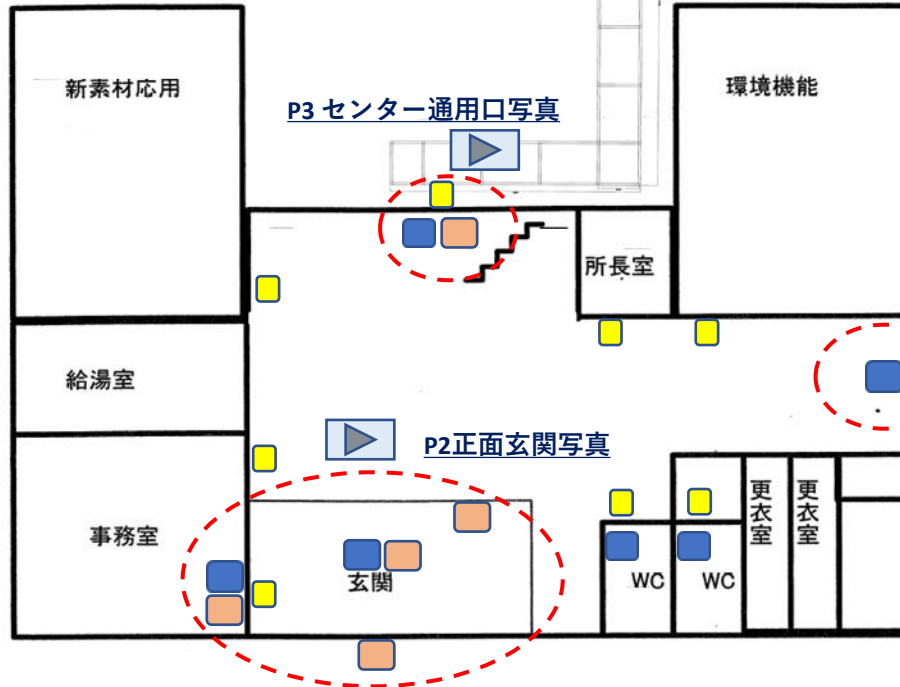 新素材応用
環境機能
P3 センター通用口写真
所長室
給湯室
P2正面玄関写真
事務室
玄関
WC
WC
更衣室
更衣室